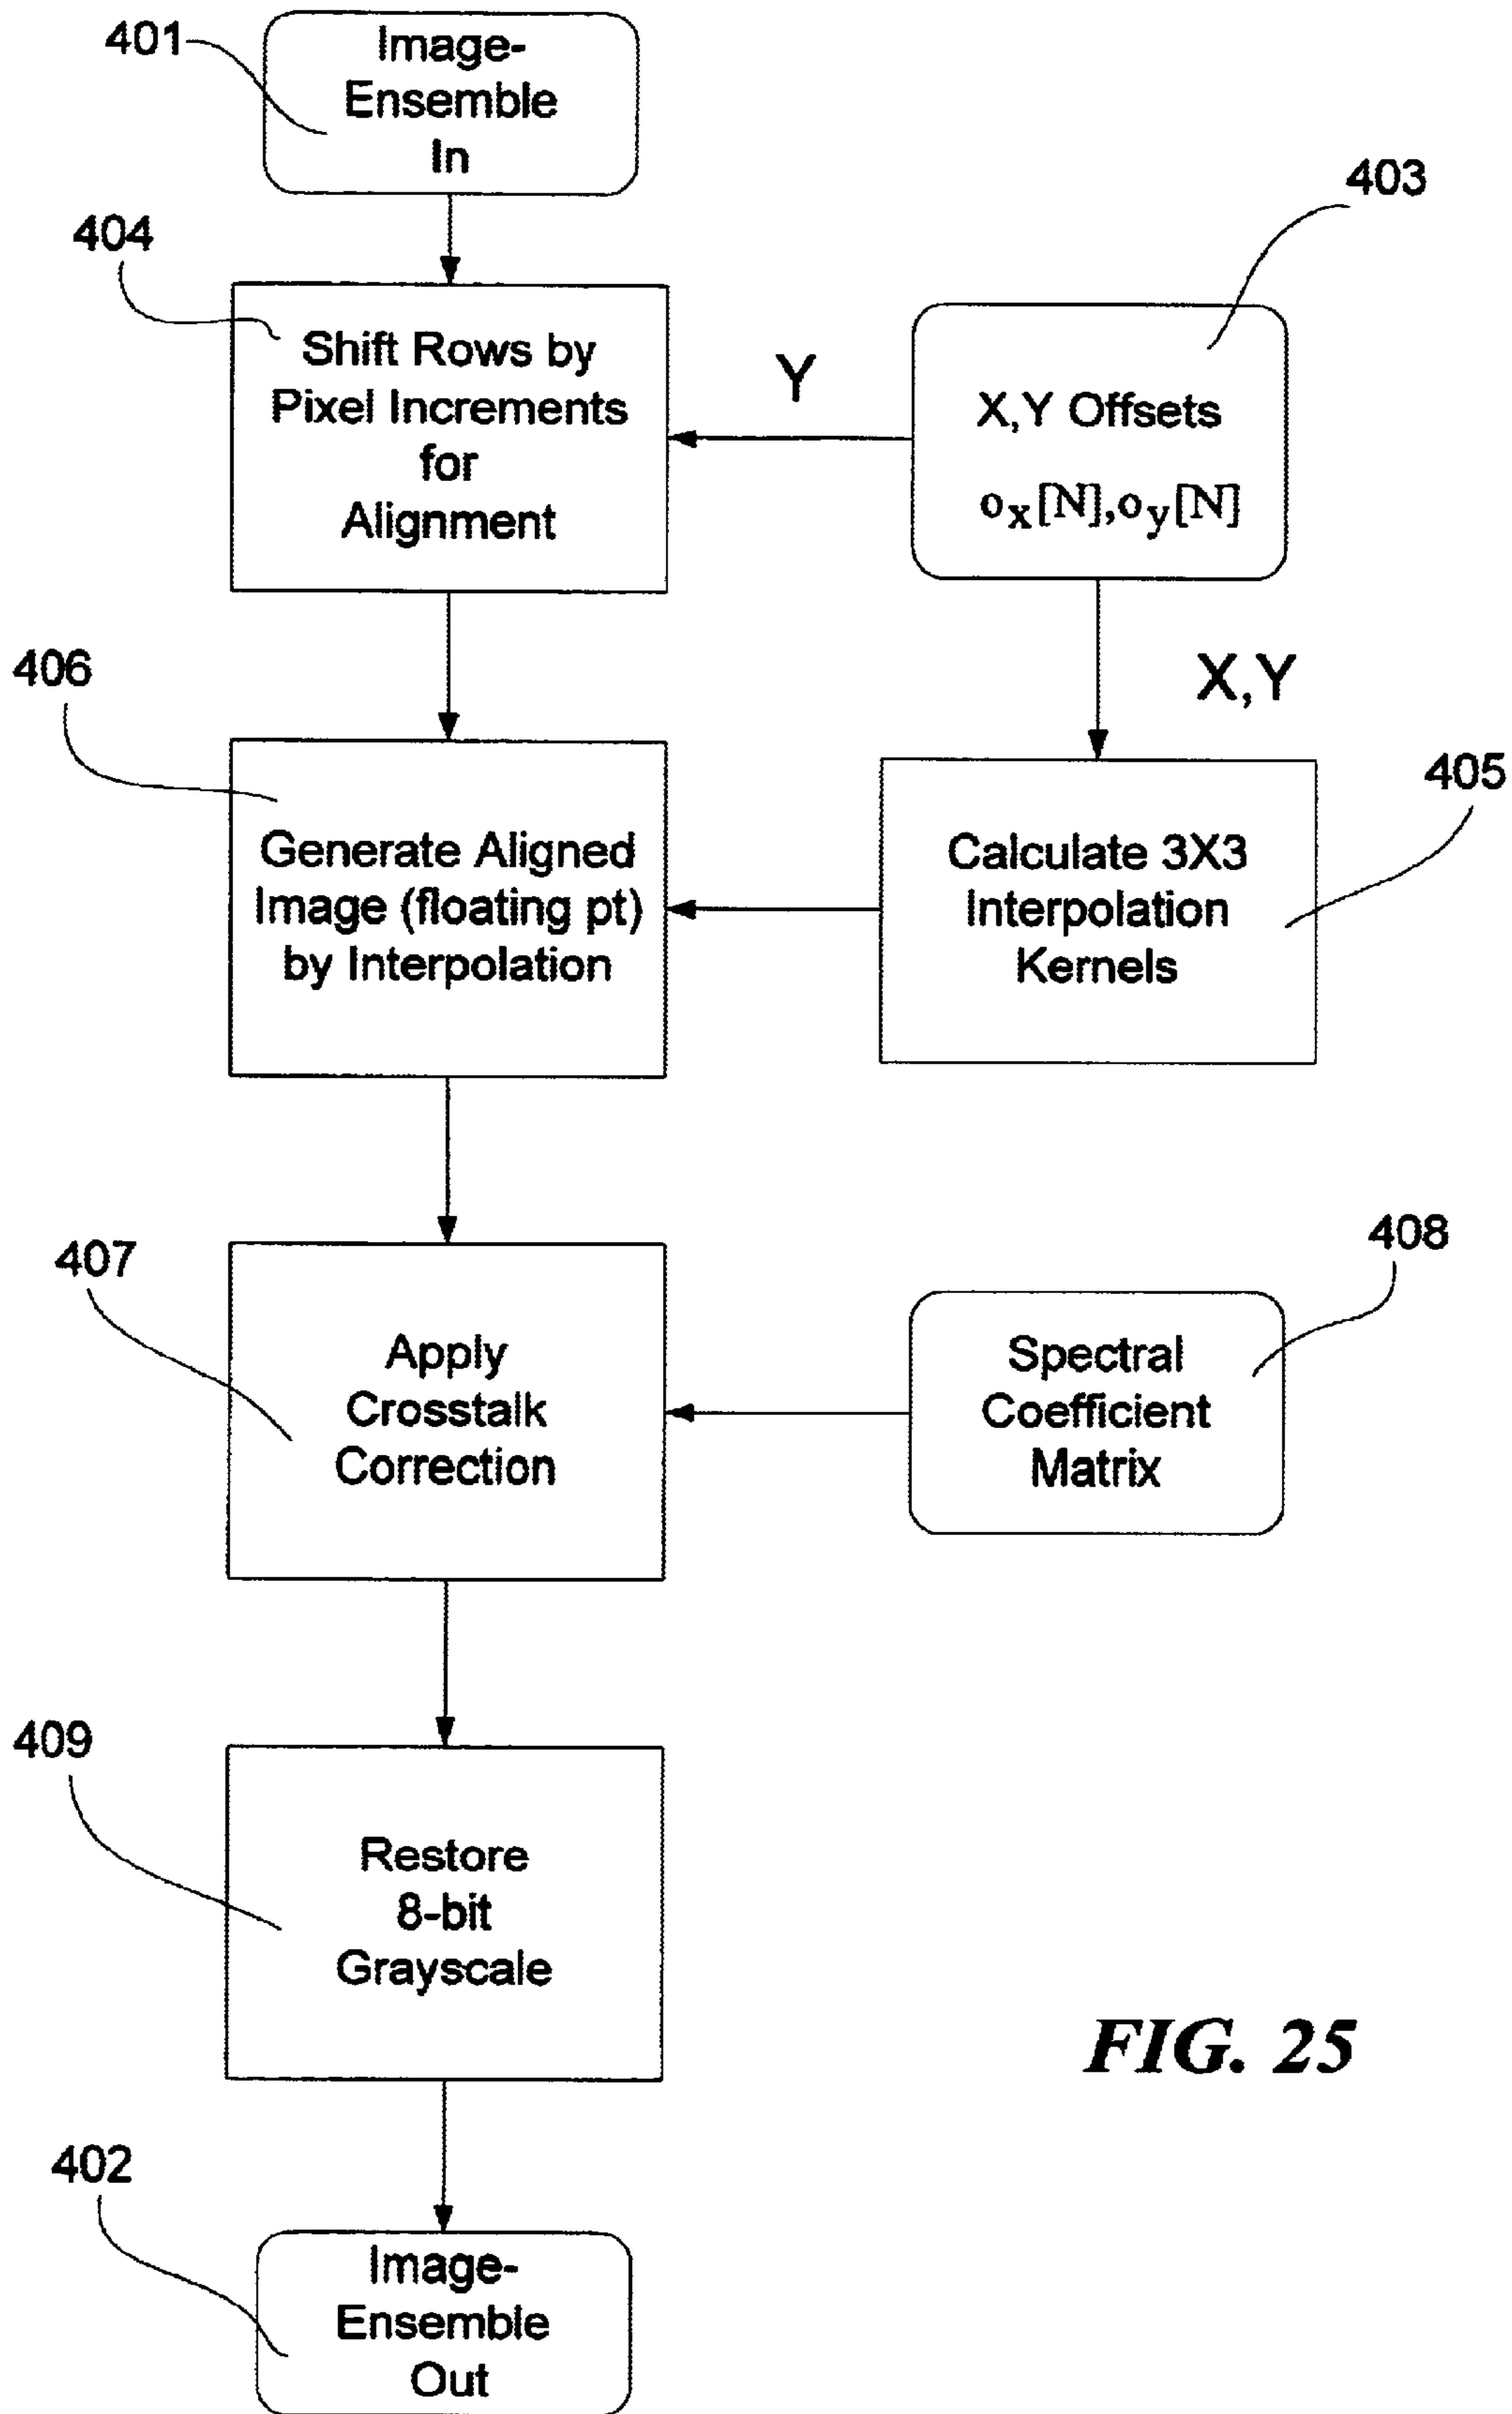 401
Image-
Ensemble
In
403
404
Shift Rows by
Pixel Increments
for
Alignment
Y
X,Y Offsets
ox[N],oy[N]
X,Y
406
Generate Aligned
Image (floating pt)
by Interpolation
405
Calculate 3X3
Interpolation
Kernels
407
Apply
Crosstalk
Correction
408
Spectral
Coefficient
Matrix
409
Restore
8-bit
Grayscale
FIG. 25
402
Image-
Ensemble
Out